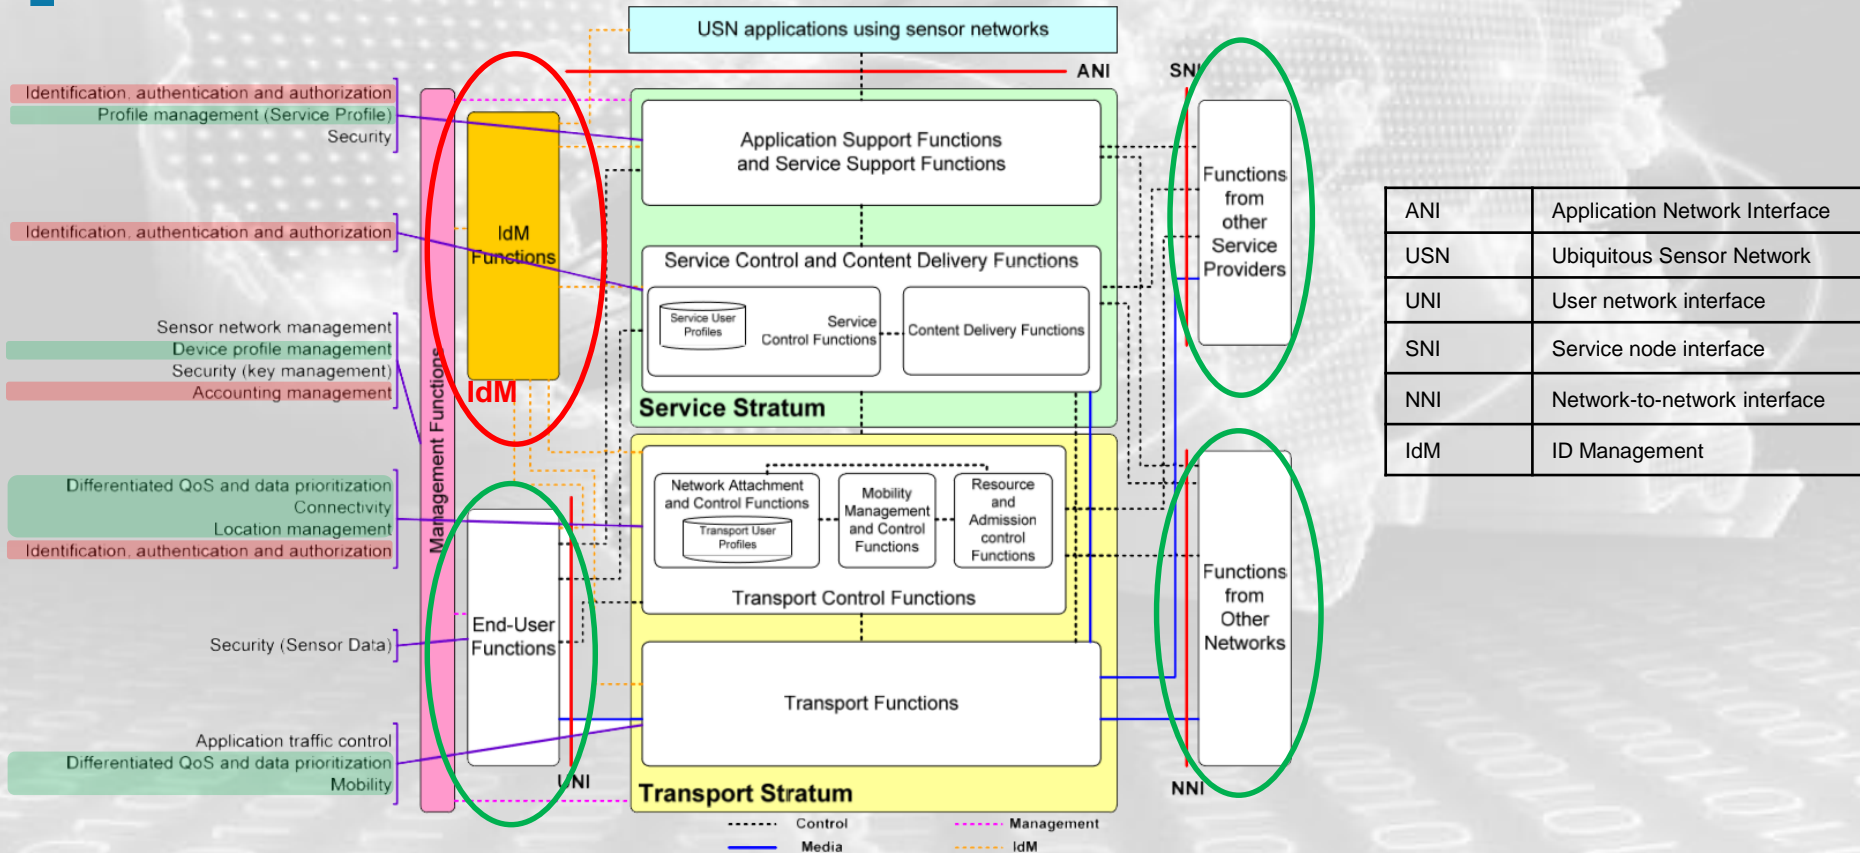 USN applications using sensor networks
ANI
SNI
Identification, authentication and authorization
Profile management (Service Profile)
Security
Identification, authentication and authorization
Sensor network management
Device profile management
Security (key management)
Accounting management
Differentiated QoS and data prioritization
Connectivity
Location management
Identification, authentication and authorization
Security (Sensor Data)
Application traffic control
Differentiated QoS and data prioritization
Mobility
Management Functions
IdM
Functions
IdM
End-User
Functions
UNI
Application Support Functions
and Service Support Functions
Service Control and Content Delivery Functions
Service User
Profiles
Service
Control Functions
Content Delivery Functions
Service Stratum
Network Attachment
and Control Functions
Transport User
Profiles
Mobility
Management
and Control
Functions
Resource
and
Admission
control
Functions
Transport Control Functions
Transport Functions
Transport Stratum
Functions
from
other
Service
Providers
Functions
from
Other
Networks
NNI
Control
Management
Media
IdM
ANI Application Network Interface
USN Ubiquitous Sensor Network
UNI User network interface
SNI Service node interface
NNI Network-to-network interface
IdM ID Management